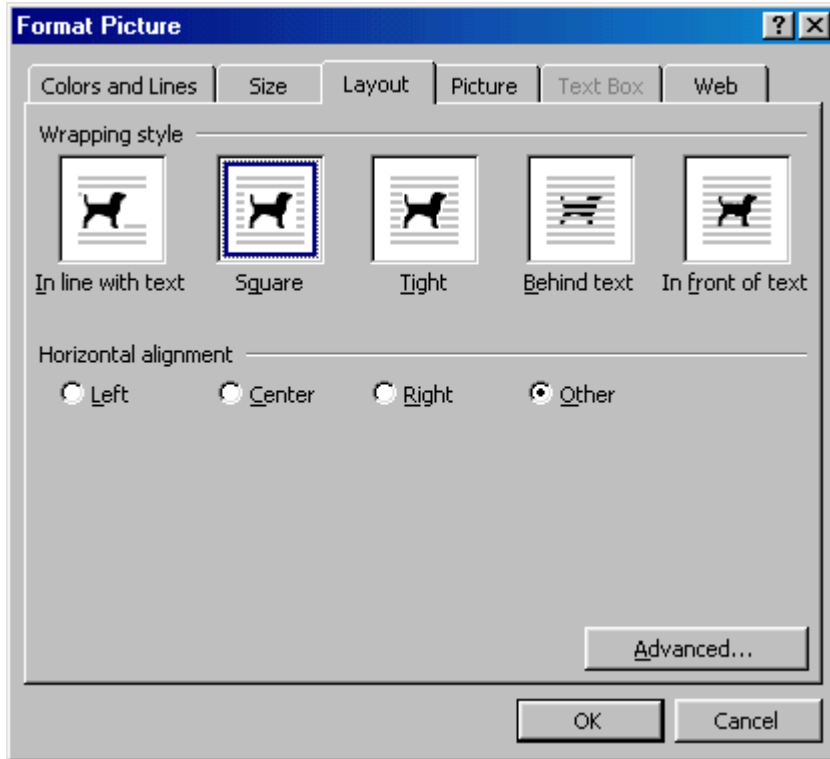 Format Picture
Colors and Lines Size Layout Picture Text Box Web
Wrapping style
In line with text Square Tight Behind text In front of text
Horizontal alignment
Left Center Right Other
Advanced...
OK Cancel